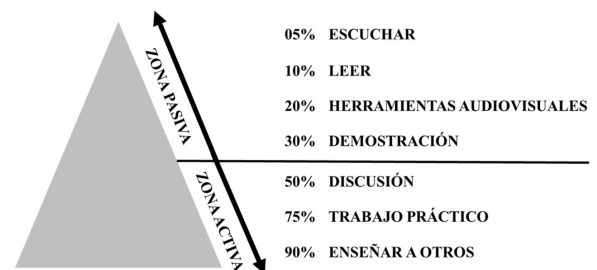 05% ESCUCHAR
10% LEER
20% HERRAMIENTAS AUDIOVISUALES
30% DEMOSTRACIÓN
50% DISCUSIÓN
75% TRABAJO PRÁCTICO
90% ENSEÑAR A OTROS
ZONA PASIVA
ZONA ACTIVA